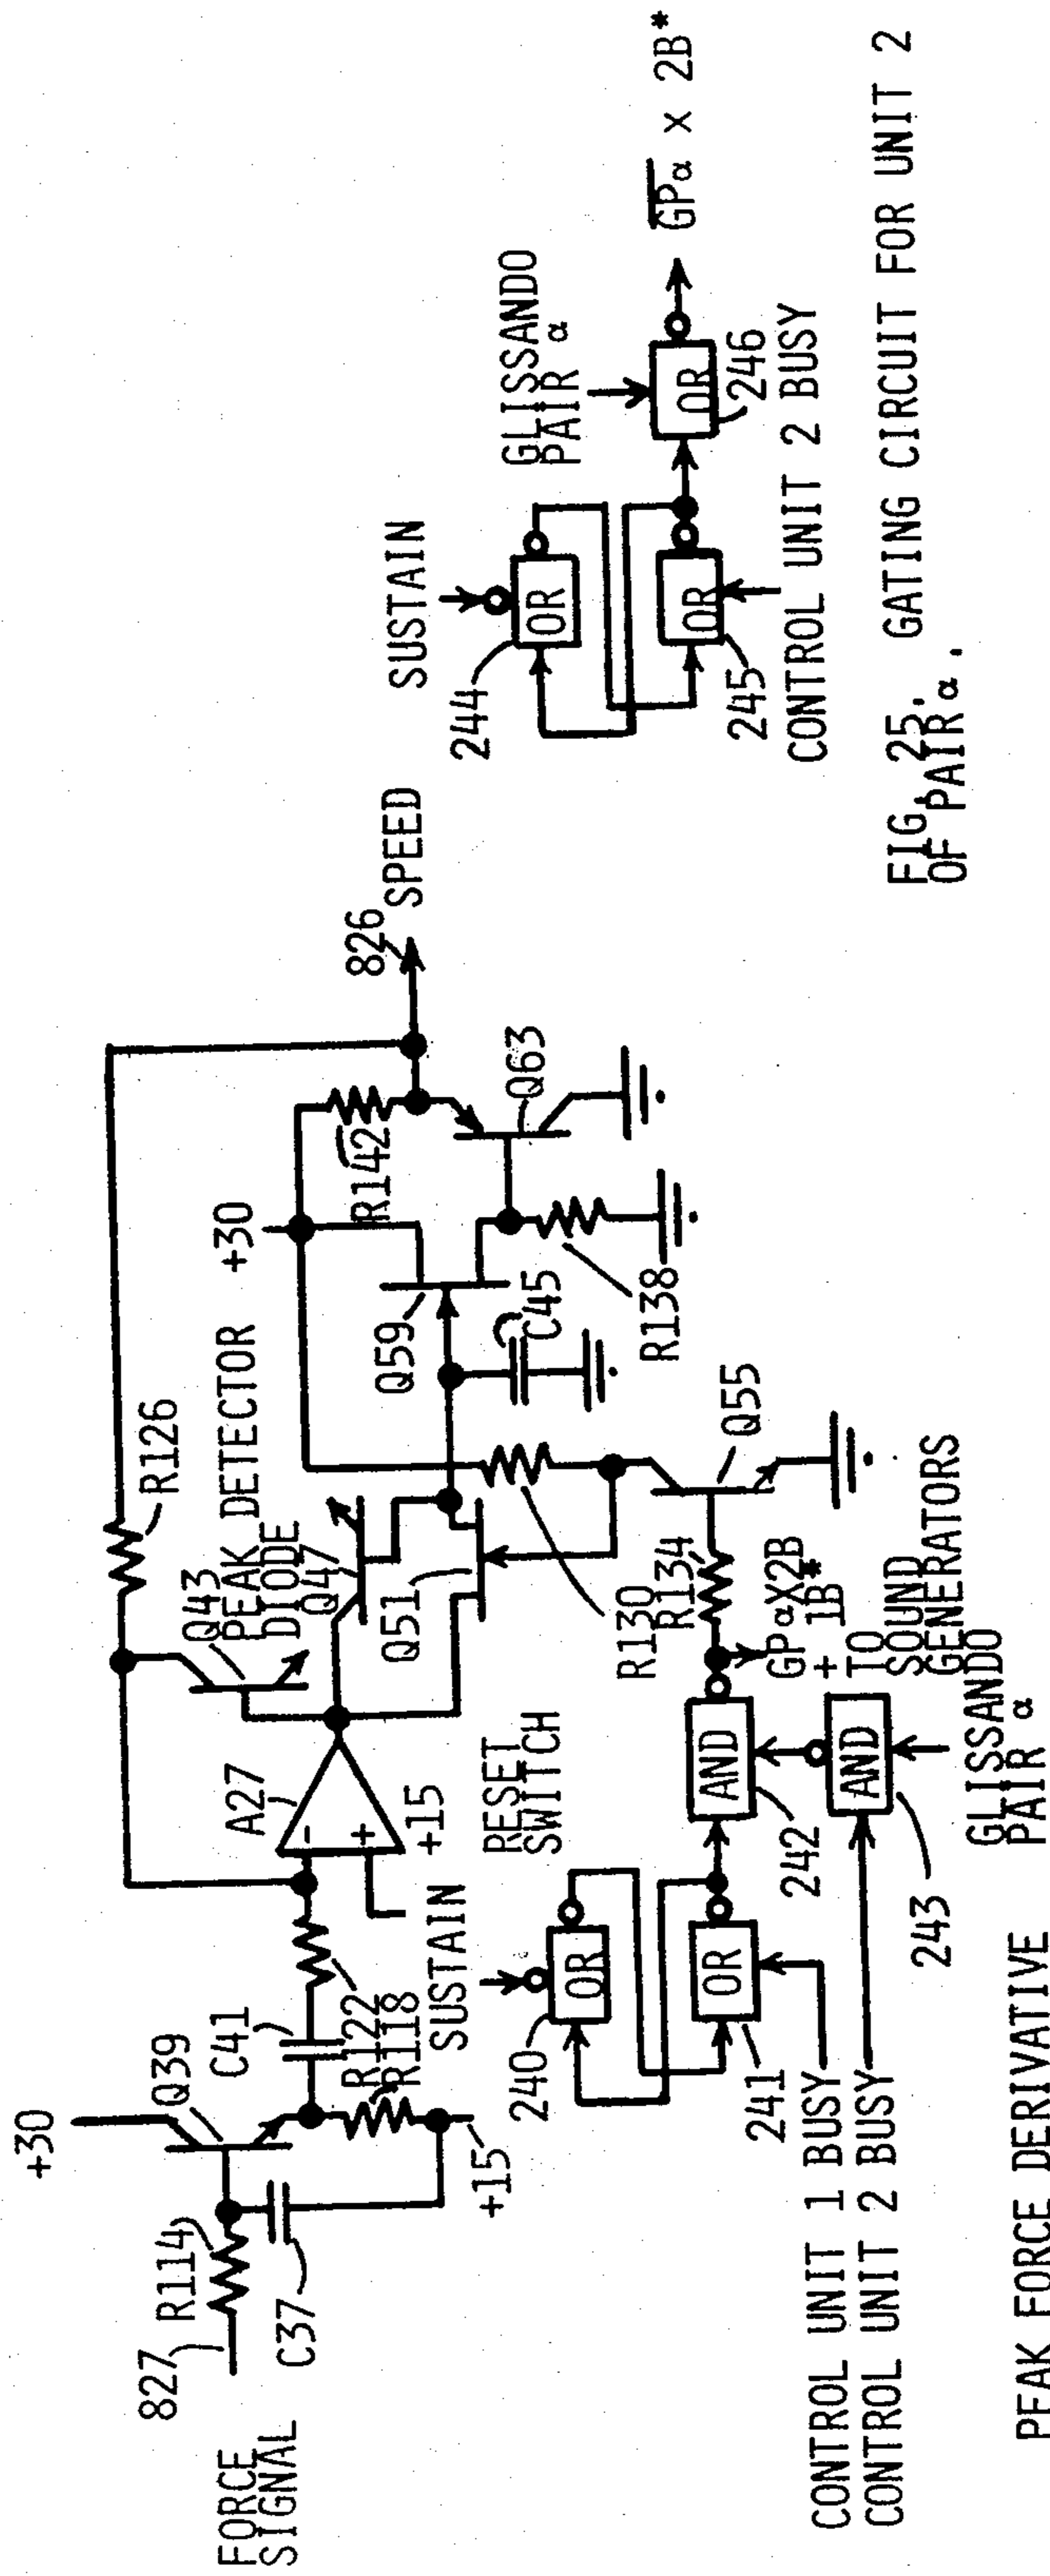 FORCE
SIGNAL
827
R114
C37
+30
Q39
C41
R122
R118
+15
A27
-
+
+15
R126
Q43
PEAK DETECTOR
DIODE
Q47
Q51
RESET
SWITCH
+30
Q59
C45
R142
R138
Q63
826
SPEED
R130
R134
Q55
SUSTAIN
240
OR
241
OR
242
AND
243
AND
CONTROL UNIT 1 BUSY
CONTROL UNIT 2 BUSY
GPαX2B
+ 1B*
TO
SOUND
GENERATORS
GLISSANDO
PAIR α
PEAK FORCE DERIVATIVE
SUSTAIN
244
OR
245
OR
GLISSANDO
PAIR α
OR
246
CONTROL UNIT 2 BUSY
G̅P̅α x 2B*
FIG. 25. GATING CIRCUIT FOR UNIT 2
OF PAIR α.